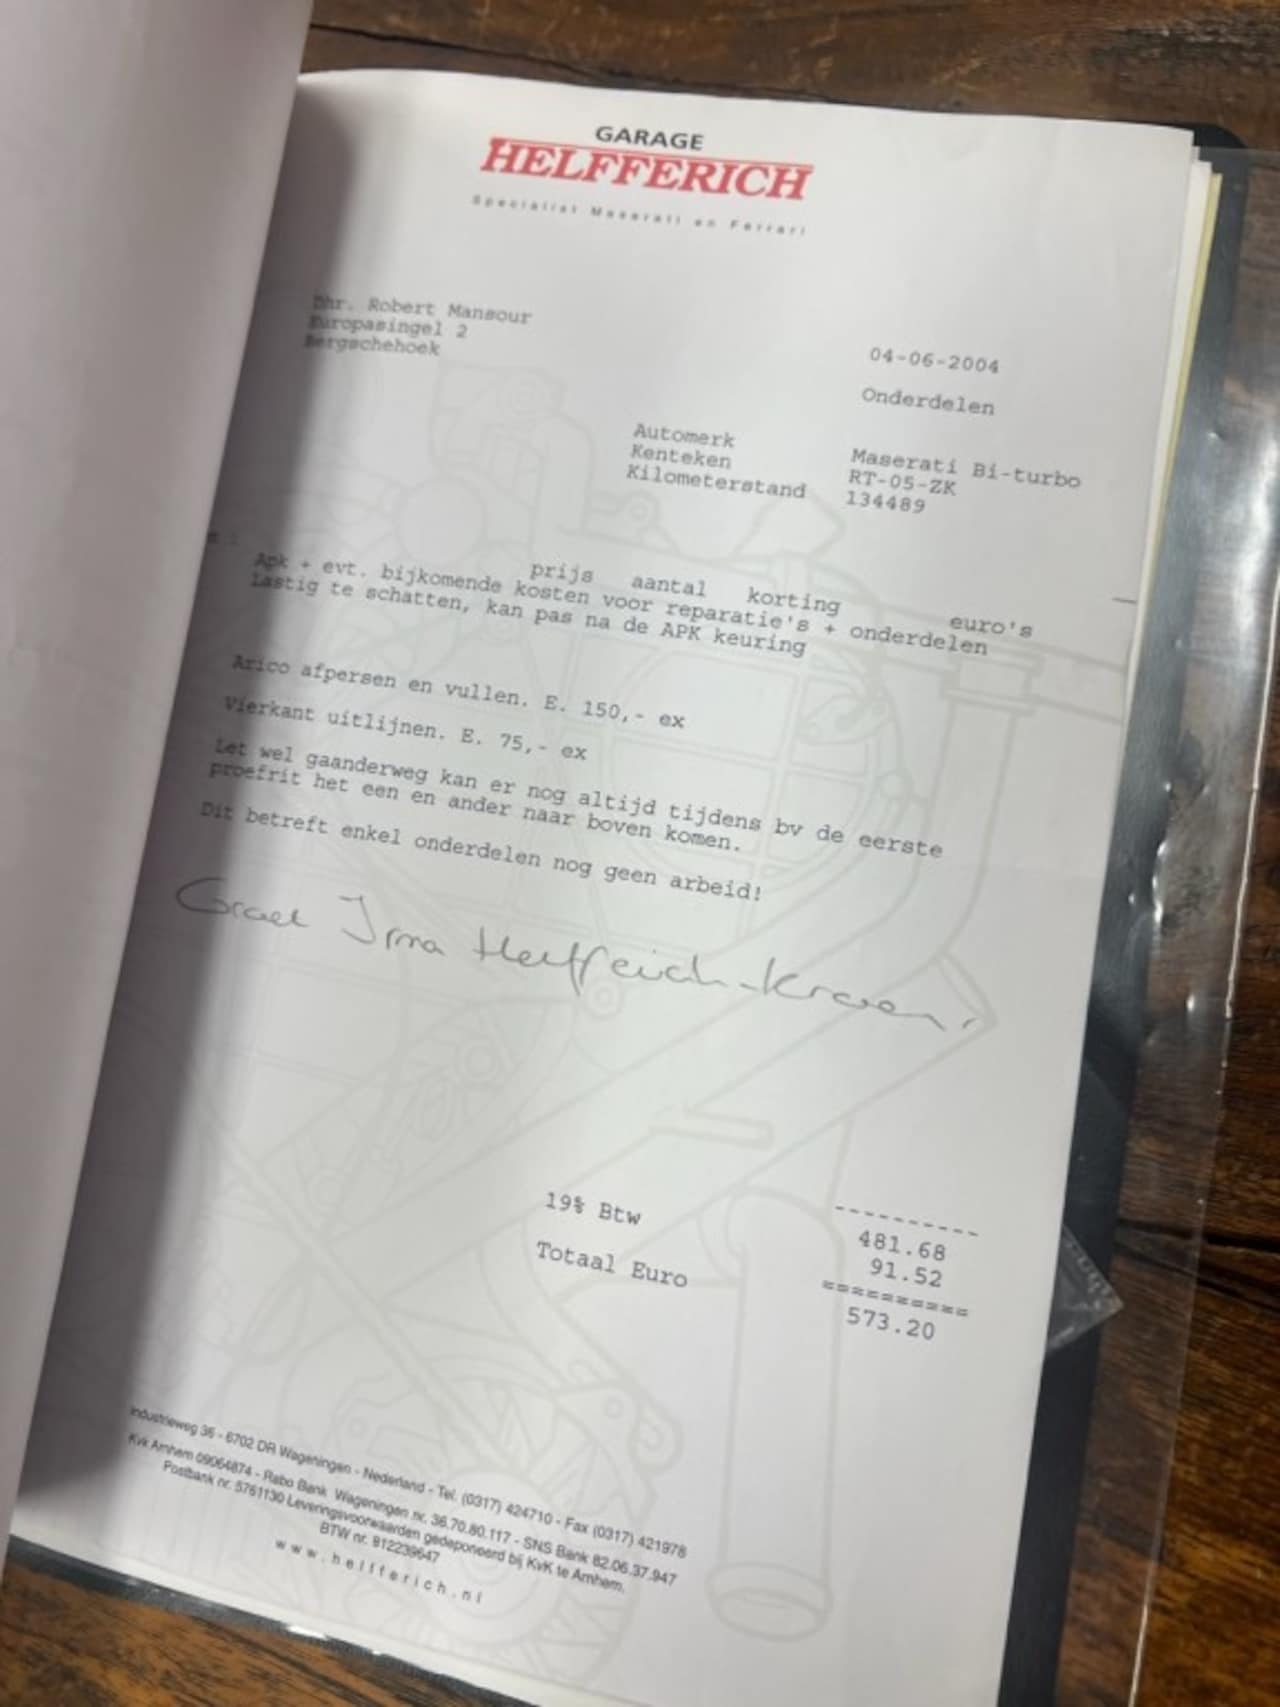 GARAGE
HELFFERICH
Specialist Maserati en Ferrari
Dhr. Robert Mansour
Europasingel 2
Bergschehoek
04-06-2004
Onderdelen
Automerk Maserati Bi-turbo
Kenteken RT-05-ZK
Kilometerstand 134489
prijs aantal korting euro's
Apk + evt. bijkomende kosten voor reparatie's + onderdelen
Lastig te schatten, kan pas na de APK keuring
Arico afpersen en vullen. E. 150,- ex
Vierkant uitlijnen. E. 75,- ex
Let wel gaanderweg kan er nog altijd tijdens bv de eerste
proefrit het een en ander naar boven komen.
Dit betreft enkel onderdelen nog geen arbeid!
Irma Helfferich-Kroon
----------
481.68
19% Btw 91.52
==========
Totaal Euro 573.20
Industrieweg 36 - 6702 DR Wageningen - Nederland - Tel. (0317) 424710 - Fax (0317) 421978
Kvk Arnhem 09064874 - Rabo Bank Wageningen nr. 36.70.80.117 - SNS Bank 82.06.37.947
Postbank nr. 5761130 Leveringsvoorwaarden gedeponeerd bij KvK te Arnhem.
BTW nr. 812239647
www.helfferich.nl